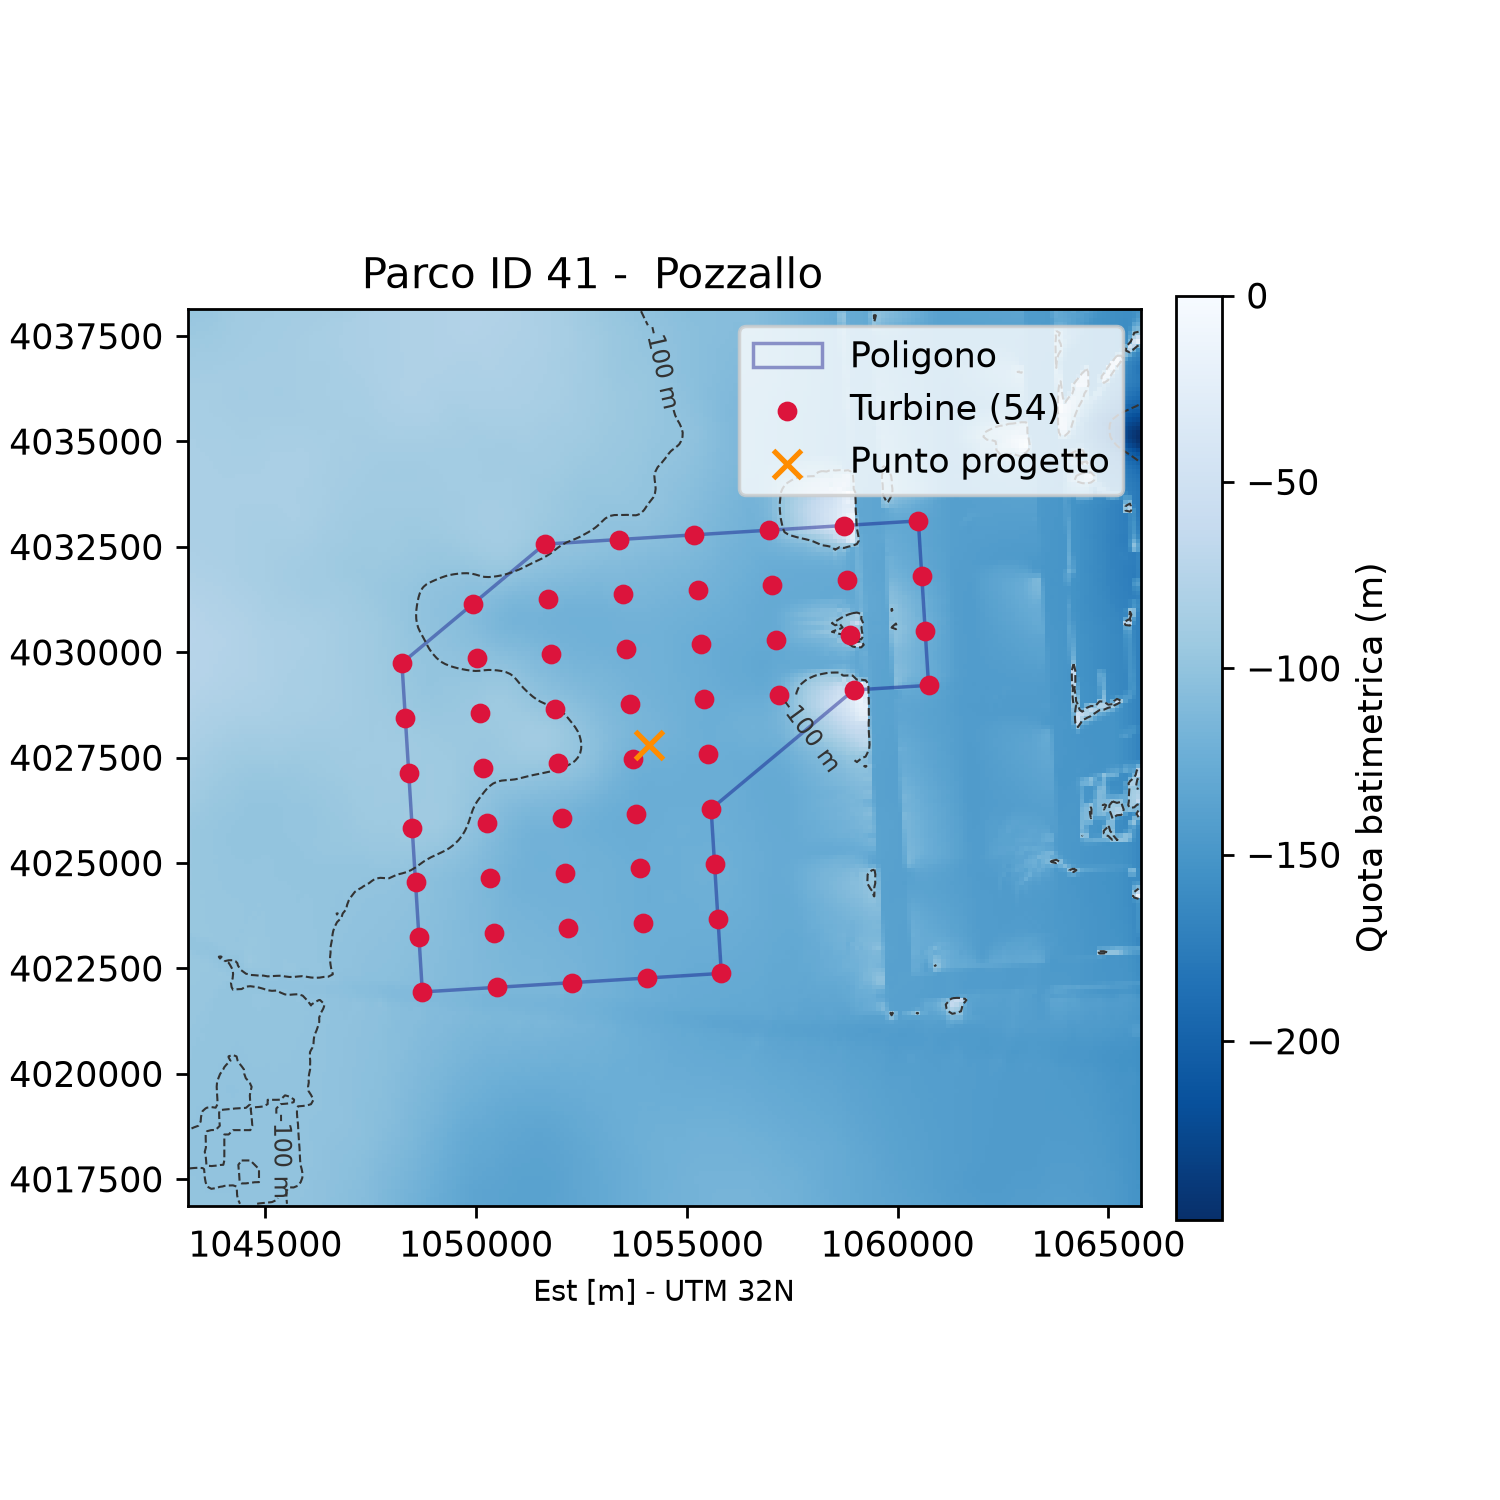 Parco ID 41 -  Pozzallo
Poligono
Turbine (54)
Punto progetto
4037500
4035000
4032500
4030000
4027500
4025000
4022500
4020000
4017500
1045000
1050000
1055000
1060000
1065000
Est [m] - UTM 32N
-100 m
-100 m
-100 m
0
−50
−100
−150
−200
Quota batimetrica (m)